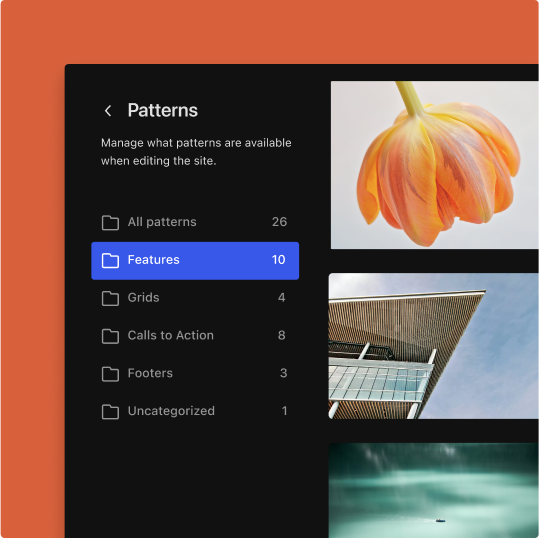 Patterns
Manage what patterns are available
when editing the site.
All patterns 26
Features 10
Grids 4
Calls to Action 8
Footers 3
Uncategorized 1